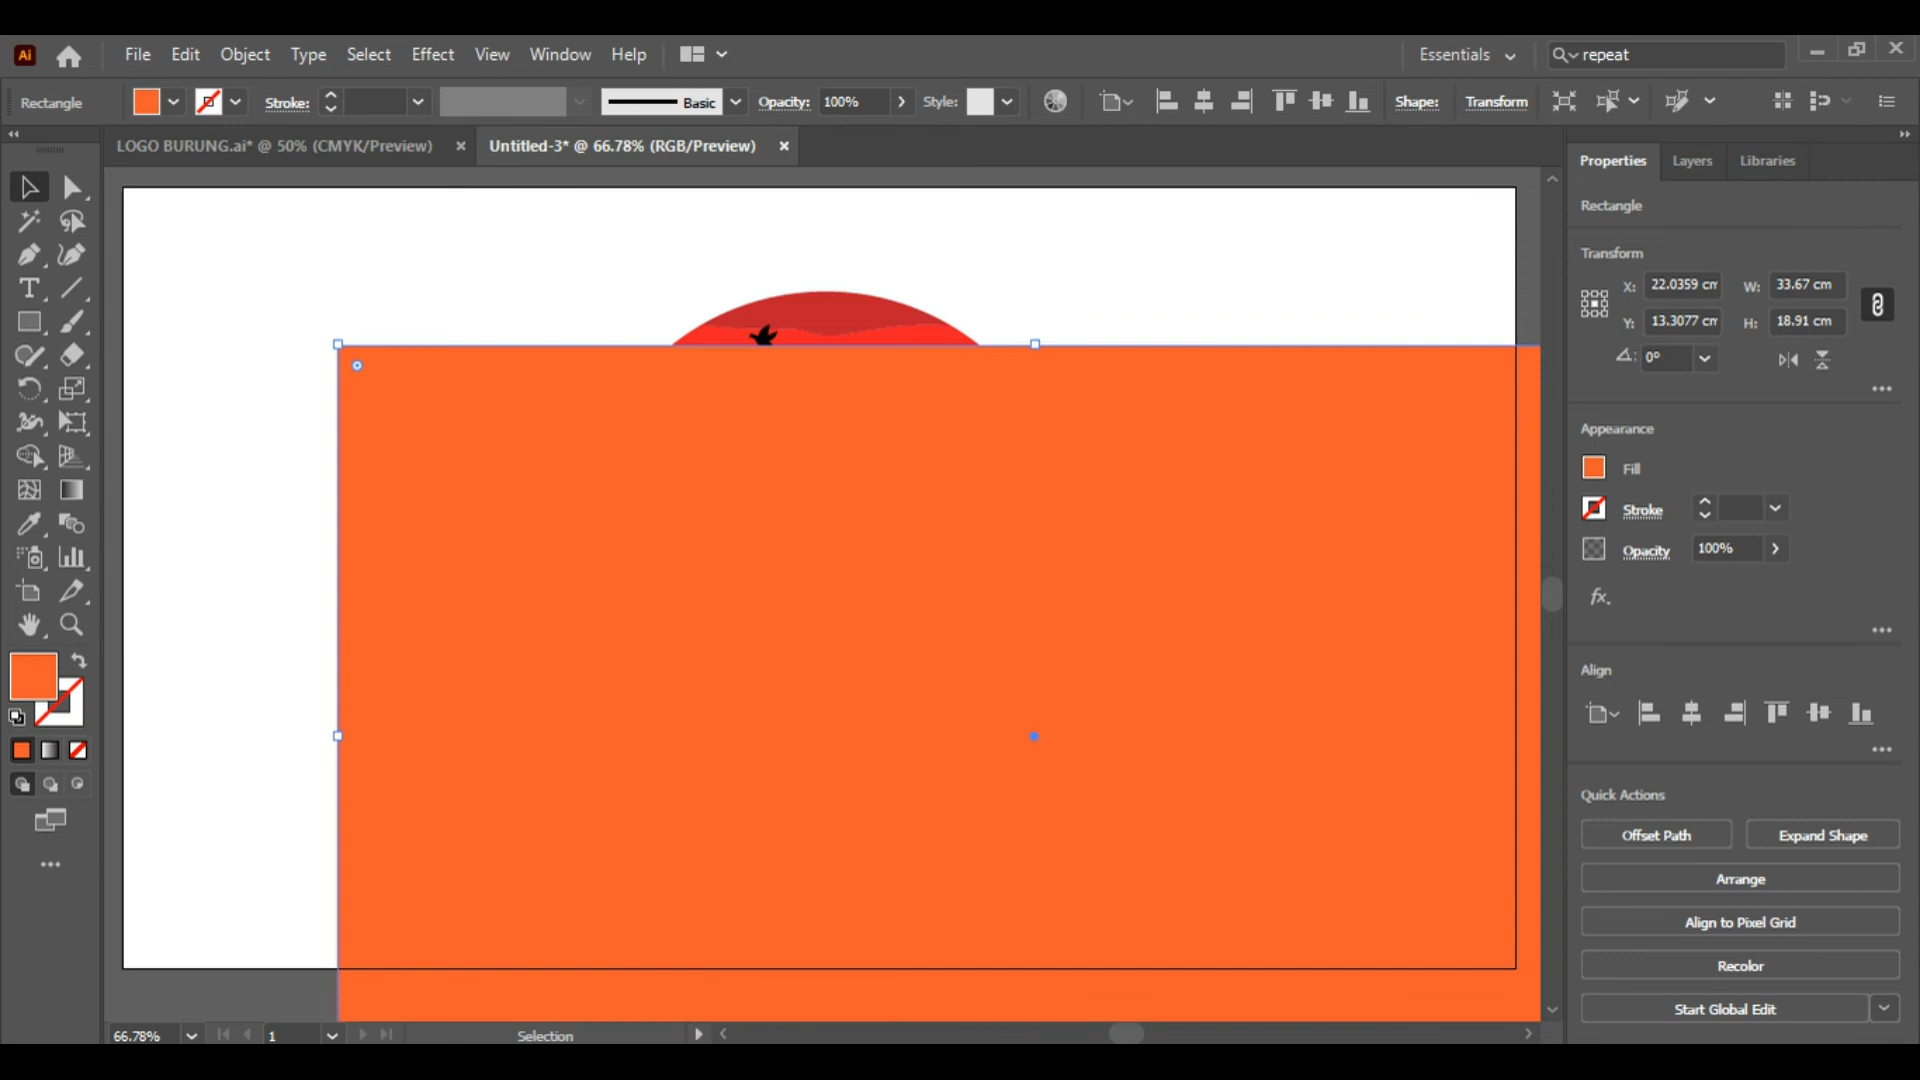 Ai File Edit Object Type Select Effect View Window Help Essentials repeat
Rectangle Stroke: Basic Opacity: 100% Style: Shape: Transform
LOGO BURUNG.ai* @ 50% (CMYK/Preview) × Untitled-3* @ 66.78% (RGB/Preview) ×
Properties Layers Libraries
Rectangle
Transform
X: 22.0359 cm W: 33.67 cm
Y: 13.3077 cm H: 18.91 cm
0°
Appearance
Fill
Stroke
Opacity 100%
fx.
Align
Quick Actions
Offset Path Expand Shape
Arrange
Align to Pixel Grid
Recolor
Start Global Edit
66.78% 1 Selection